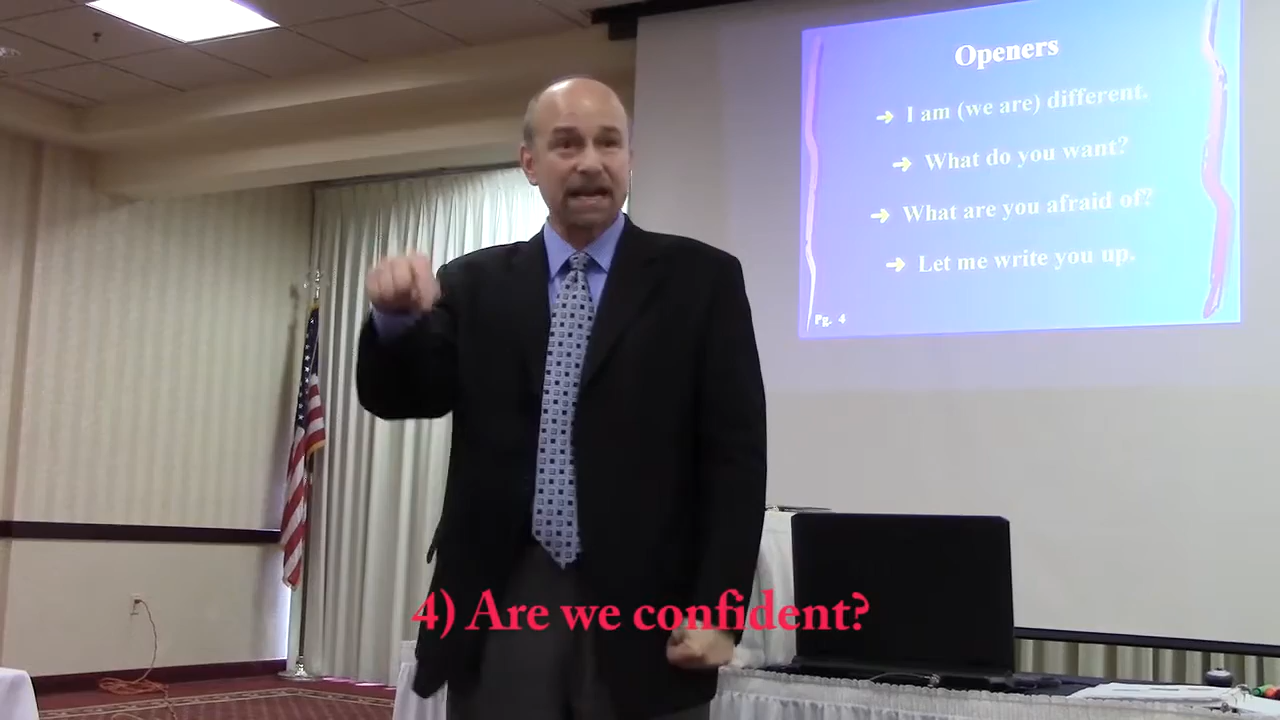 Openers
➔ I am (we are) different.
➔ What do you want?
➔ What are you afraid of?
➔ Let me write you up.
Pg. 4
4) Are we confident?